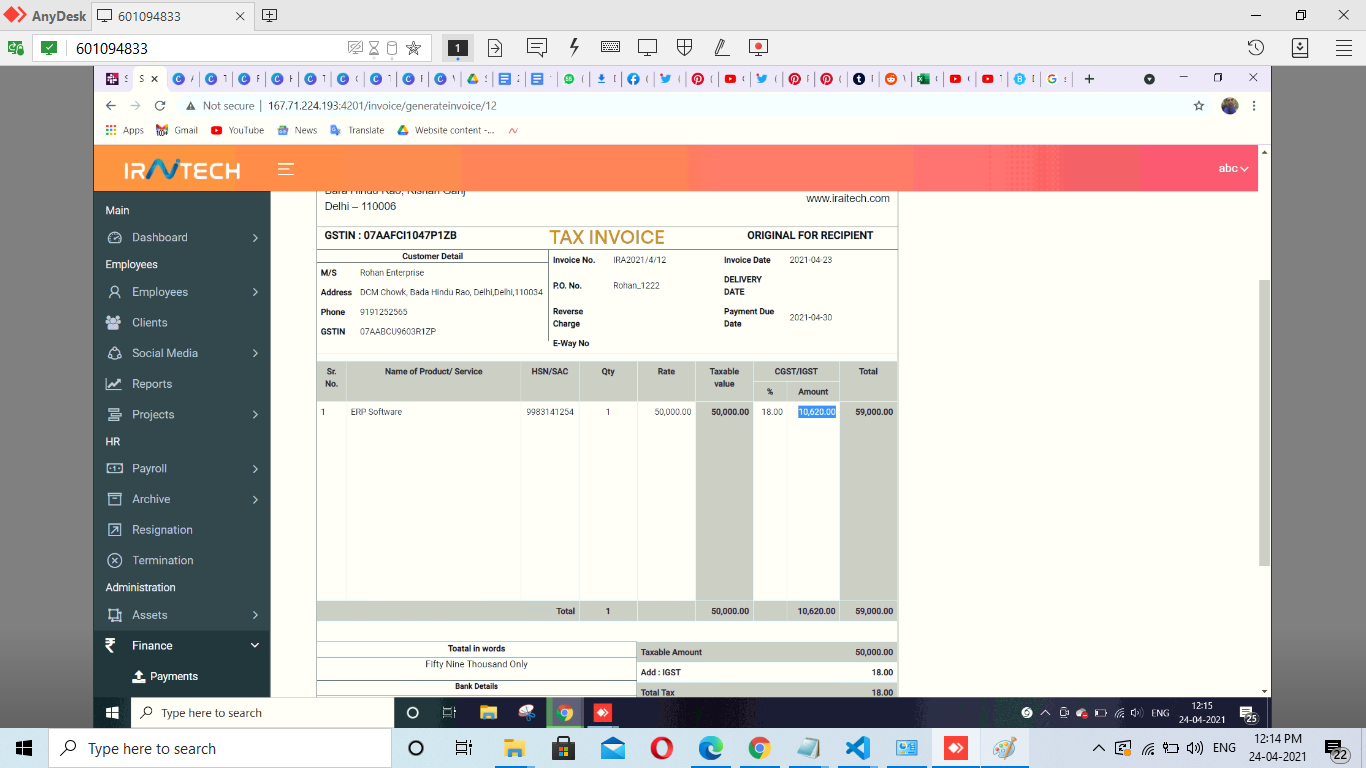 AnyDesk 601094833
601094833 1
Not secure | 167.71.224.193:4201/invoice/generateinvoice/12
Apps Gmail YouTube News Translate Website content -...
IRAITECH abc
Main
Dashboard
Employees
Employees
Clients
Social Media
Reports
Projects
HR
Payroll
Archive
Resignation
Termination
Administration
Assets
Finance
Payments
Delhi – 110006
www.iraitech.com
GSTIN : 07AAFCI1047P1ZB TAX INVOICE ORIGINAL FOR RECIPIENT
Customer Detail
M/S Rohan Enterprise
Address DCM Chowk, Bada Hindu Rao, Delhi,Delhi,110034
Phone 9191252565
GSTIN 07AABCU9603R1ZP
Invoice No. IRA2021/4/12
P.O. No. Rohan_1222
Reverse
Charge
E-Way No
Invoice Date 2021-04-23
DELIVERY
DATE
Payment Due
Date 2021-04-30
Sr. No. Name of Product/ Service HSN/SAC Qty Rate Taxable value CGST/IGST Total
% Amount
1 ERP Software 9983141254 1 50,000.00 50,000.00 18.00 10,620.00 59,000.00
Total 1 50,000.00 10,620.00 59,000.00
Toatal in words
Fifty Nine Thousand Only
Bank Details
Taxable Amount 50,000.00
Add : IGST 18.00
Total Tax 18.00
Type here to search ENG 12:15
24-04-2021 25
Type here to search ENG 12:14 PM
24-04-2021 22